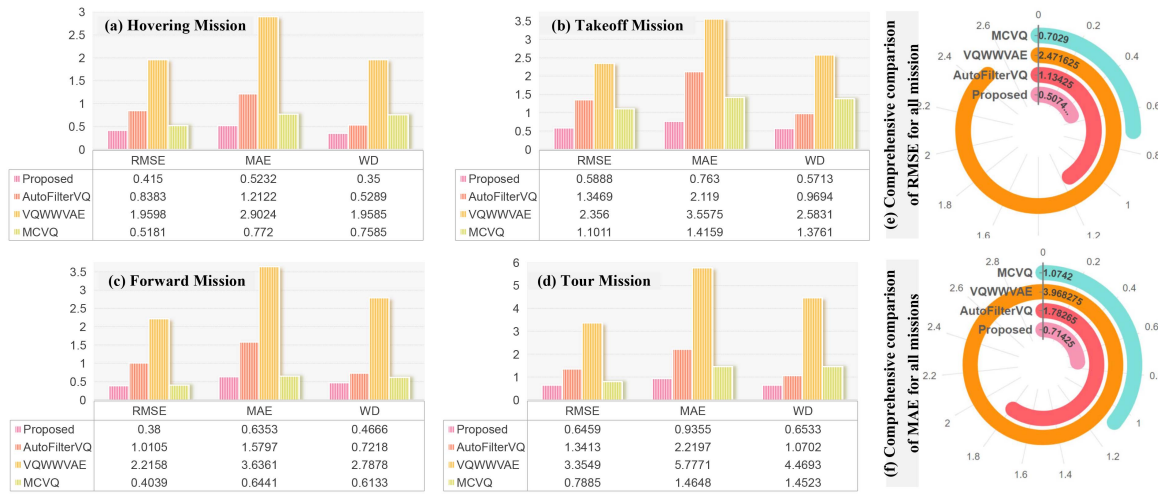 (a) Hovering Mission
3
2.5
2
1.5
1
0.5
0
RMSE MAE WD
Proposed 0.415 0.5232 0.35
AutoFilterVQ 0.8383 1.2122 0.5289
VQWWVAE 1.9598 2.9024 1.9585
MCVQ 0.5181 0.772 0.7585
(b) Takeoff Mission
3.5
3
2.5
2
1.5
1
0.5
0
RMSE MAE WD
Proposed 0.5888 0.763 0.5713
AutoFilterVQ 1.3469 2.119 0.9694
VQWWVAE 2.356 3.5575 2.5831
MCVQ 1.1011 1.4159 1.3761
(c) Forward Mission
3.5
3
2.5
2
1.5
1
0.5
0
RMSE MAE WD
Proposed 0.38 0.6353 0.4666
AutoFilterVQ 1.0105 1.5797 0.7218
VQWWVAE 2.2158 3.6361 2.7878
MCVQ 0.4039 0.6441 0.6133
(d) Tour Mission
6
5
4
3
2
1
0
RMSE MAE WD
Proposed 0.6459 0.9355 0.6533
AutoFilterVQ 1.3413 2.2197 1.0702
VQWWVAE 3.3549 5.7771 4.4693
MCVQ 0.7885 1.4648 1.4523
(e) Comprehensive comparison
of RMSE for all mission
0
0.2
0.4
0.6
0.8
1
1.2
1.6
1.8
2
2.2
2.4
2.6
MCVQ 0.7029
VQWWVAE 2.471625
AutoFilterVQ 1.13425
Proposed 0.5074...
(f) Comprehensive comparison
of MAE for all missions
0
0.2
0.4
0.6
1
1.2
1.4
1.6
1.8
2
2.2
2.4
2.6
2.8
MCVQ 1.0742
VQWWVAE 3.968275
AutoFilterVQ 1.78265
Proposed 0.71425